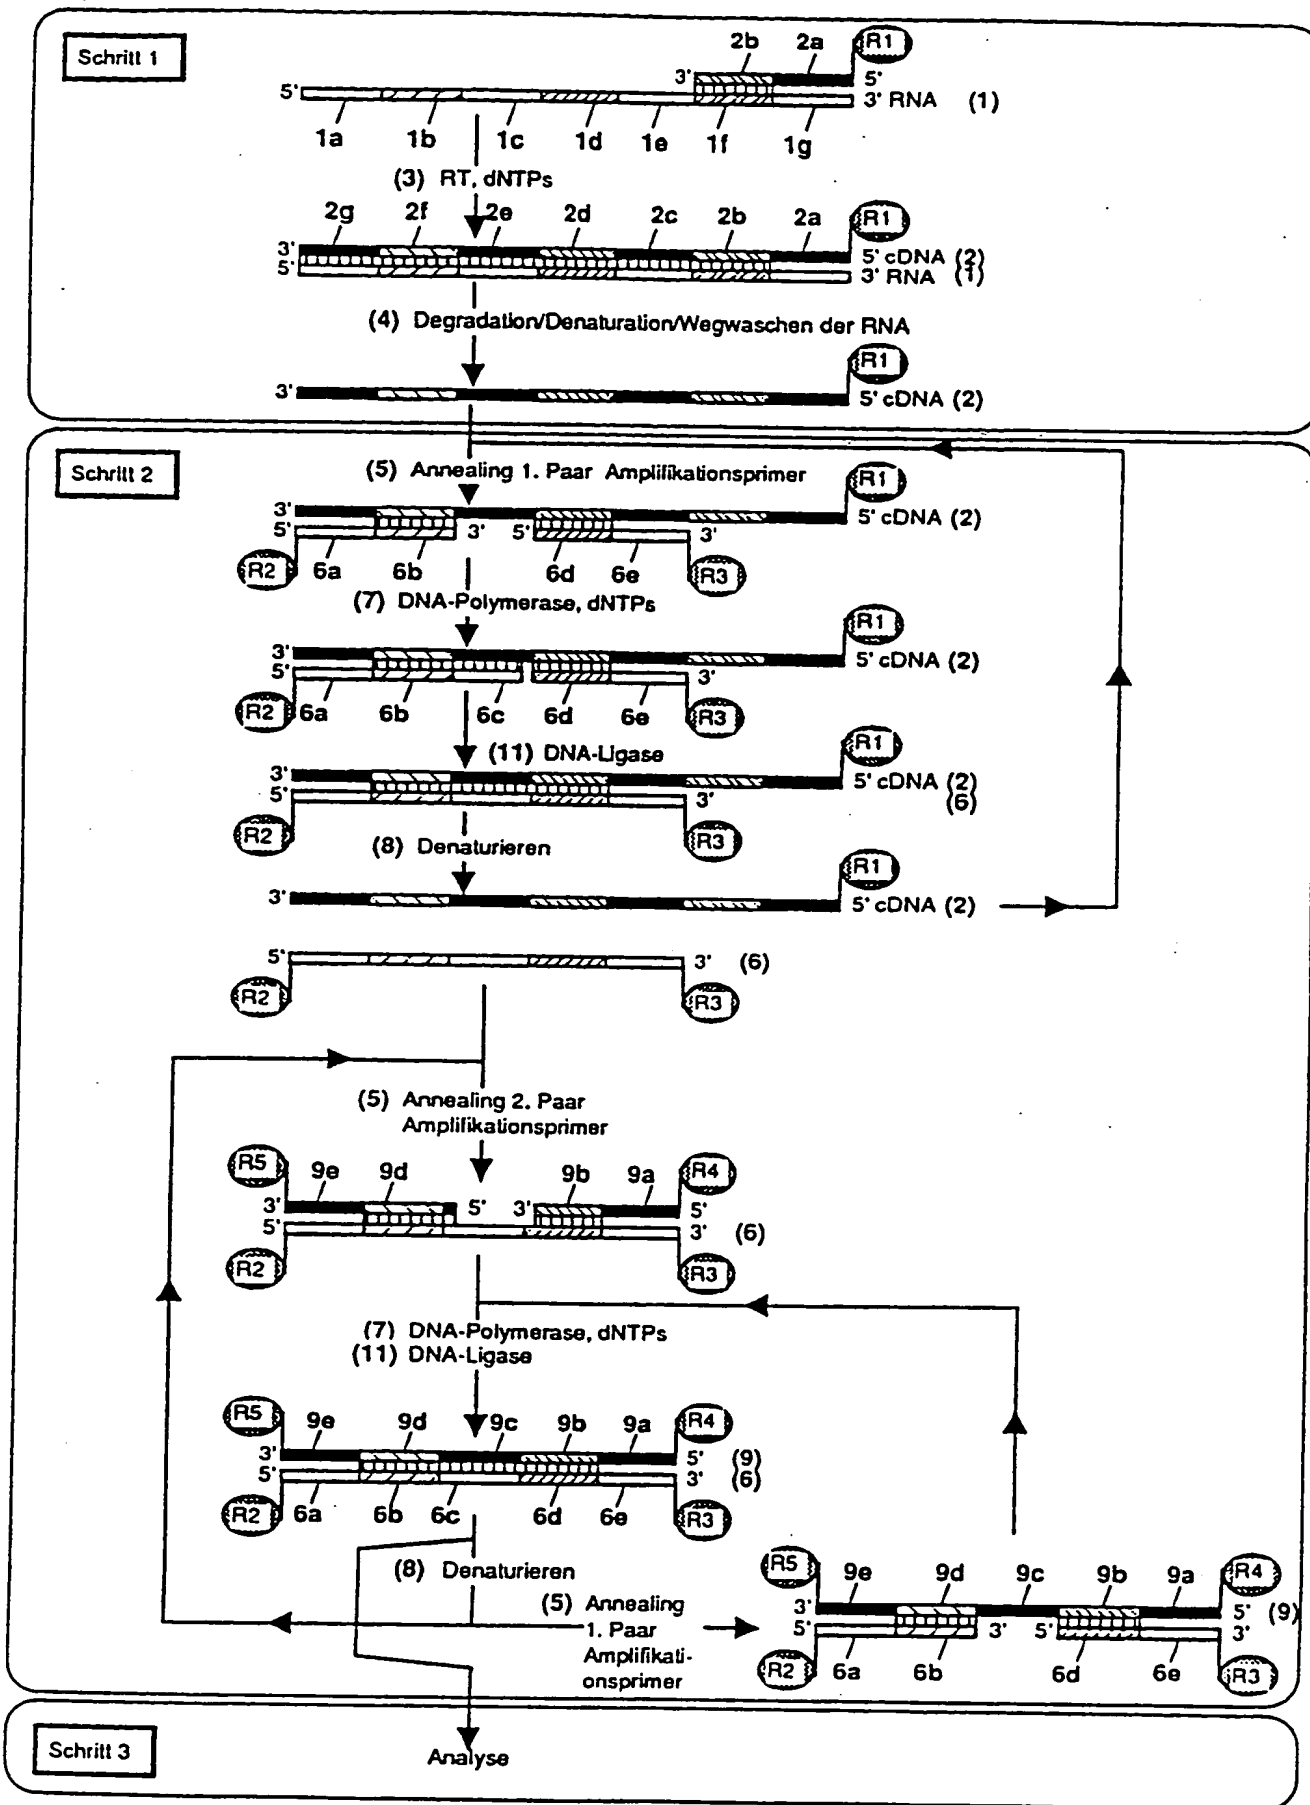 Schritt 1
2b 2a R1
3' 5'
5' 3' RNA (1)
1a 1b 1c 1d 1e 1f 1g
(3) RT, dNTPs
2g 2f 2e 2d 2c 2b 2a R1
3' 5' cDNA (2)
5' 3' RNA (1)
(4) Degradation/Denaturation/Wegwaschen der RNA
R1
3' 5' cDNA (2)
Schritt 2
(5) Annealing 1. Paar Amplifikationsprimer
R1
3' 5' cDNA (2)
5' 3' 5' 3'
R2 6a 6b 6d 6e R3
(7) DNA-Polymerase, dNTPs
R1
3' 5' cDNA (2)
5' 3'
R2 6a 6b 6c 6d 6e R3
(11) DNA-Ligase
R1
3' 5' cDNA (2)
5' 3' (6)
R2 R3
(8) Denaturieren
R1
3' 5' cDNA (2)
5' 3' (6)
R2 R3
(5) Annealing 2. Paar
Amplifikationsprimer
R5 9e 9d 9b 9a R4
3' 5' 3' 5'
5' 3' (6)
R2 R3
(7) DNA-Polymerase, dNTPs
(11) DNA-Ligase
R5 9e 9d 9c 9b 9a R4
3' 5' (9)
5' 3' (6)
R2 6a 6b 6c 6d 6e R3
(8) Denaturieren
(5) Annealing
1. Paar
Amplifikati-
onsprimer
R5 9e 9d 9c 9b 9a R4
3' 5' (9)
5' 3' 5' 3'
R2 6a 6b 6d 6e R3
Schritt 3
Analyse